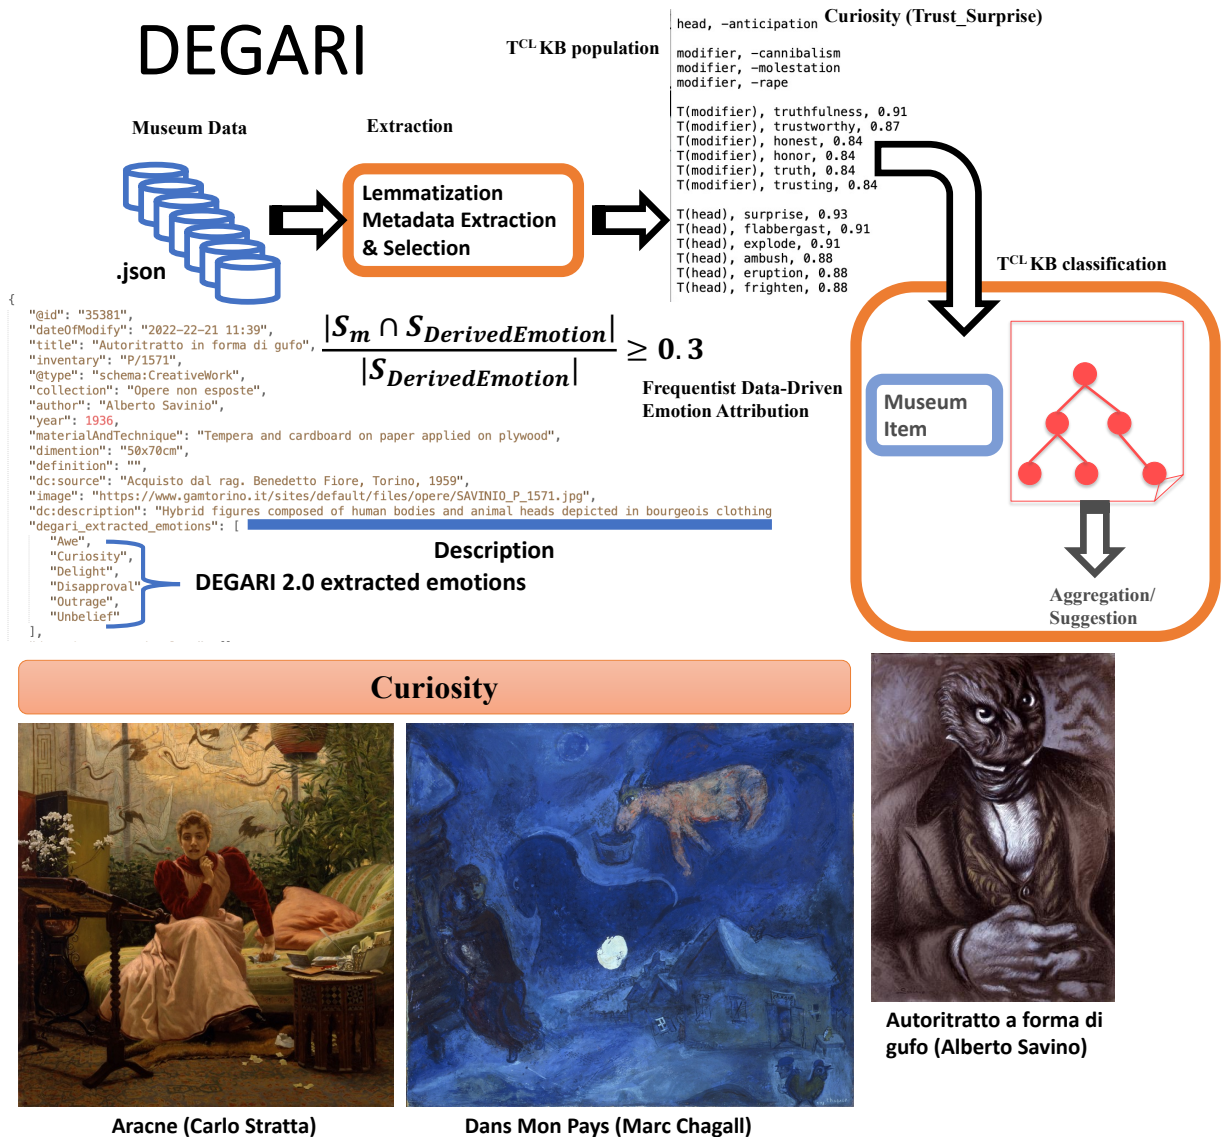 DEGARI
T^CL KB population
Curiosity (Trust_Surprise)
head, -anticipation
modifier, -cannibalism
modifier, -molestation
modifier, -rape
T(modifier), truthfulness, 0.91
T(modifier), trustworthy, 0.87
T(modifier), honest, 0.84
T(modifier), honor, 0.84
T(modifier), truth, 0.84
T(modifier), trusting, 0.84
T(head), surprise, 0.93
T(head), flabbergast, 0.91
T(head), explode, 0.91
T(head), ambush, 0.88
T(head), eruption, 0.88
T(head), frighten, 0.88
Museum Data
Extraction
Lemmatization
Metadata Extraction
& Selection
.json
T^CL KB classification
{
"@id": "35381",
"dateOfModify": "2022-22-21 11:39",
"title": "Autoritratto in forma di gufo",
"inventory": "P/1571",
"@type": "schema:CreativeWork",
"collection": "Opere non esposte",
"author": "Alberto Savinio",
"year": 1936,
"materialAndTechnique": "Tempera and cardboard on paper applied on plywood",
"dimention": "50x70cm",
"definition": "",
"dc:source": "Acquisto dal rag. Benedetto Fiore, Torino, 1959",
"image": "https://www.gamtorino.it/sites/default/files/opere/SAVINIO_P_1571.jpg",
"dc:description": "Hybrid figures composed of human bodies and animal heads depicted in bourgeois clothing
"degari_extracted_emotions": [
"Awe",
"Curiosity",
"Delight",
"Disapproval"
"Outrage",
"Unbelief"
],
|S_m ∩ S_DerivedEmotion|
|S_DerivedEmotion|
≥ 0.3
Frequentist Data-Driven
Emotion Attribution
Description
DEGARI 2.0 extracted emotions
Museum
Item
Aggregation/
Suggestion
Curiosity
Aracne (Carlo Stratta)
Dans Mon Pays (Marc Chagall)
Autoritratto a forma di
gufo (Alberto Savino)